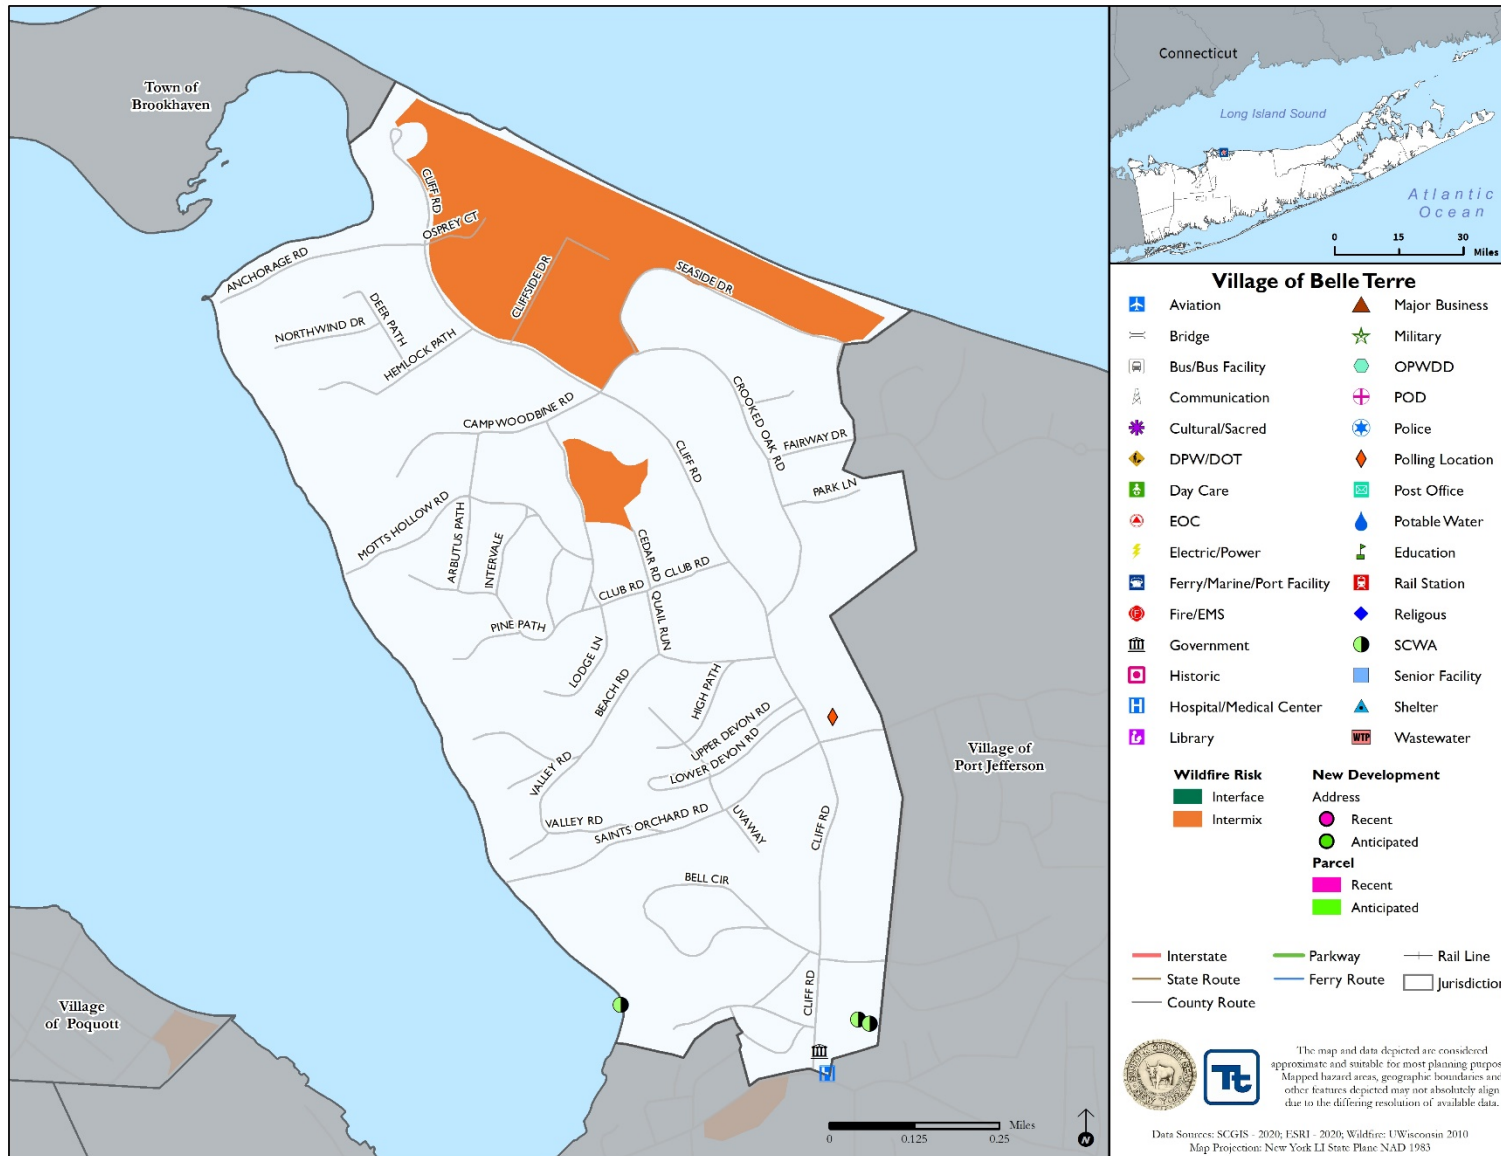 Town of
Brookhaven
CLIFF RD
OSPREY CT
ANCHORAGE RD
CLIFFSIDE DR
SEASIDE DR
DEER PATH
NORTHWIND DR
HEMLOCK PATH
CAMP WOODBINE RD
CROOKED OAK RD
CLIFF RD
FAIRWAY DR
PARK LN
MOTTS HOLLOW RD
ARBUTUS PATH
INTERVALE
CEDAR RD
CLUB RD
CLUB RD
QUAIL RUN
PINE PATH
LODGE LN
BEACH RD
HIGH PATH
UPPER DEVON RD
LOWER DEVON RD
VALLEY RD
VALLEY RD
SAINTS ORCHARD RD
UVAWAY
CLIFF RD
BELL CIR
CLIFF RD
Village of
Port Jefferson
Village
of Poquott
Miles
0 0.125 0.25
N
Connecticut
Long Island Sound
Atlantic
Ocean
0 15 30
Miles
Village of Belle Terre
Aviation
Bridge
Bus/Bus Facility
Communication
Cultural/Sacred
DPW/DOT
Day Care
EOC
Electric/Power
Ferry/Marine/Port Facility
Fire/EMS
Government
Historic
Hospital/Medical Center
Library
Major Business
Military
OPWDD
POD
Police
Polling Location
Post Office
Potable Water
Education
Rail Station
Religous
SCWA
Senior Facility
Shelter
WTP Wastewater
Wildfire Risk
Interface
Intermix
New Development
Address
Recent
Anticipated
Parcel
Recent
Anticipated
Interstate
State Route
County Route
Parkway
Ferry Route
Rail Line
Jurisdiction
Tt
The map and data depicted are considered
approximate and suitable for most planning purpos
Mapped hazard areas, geographic boundaries and
other features depicted may not absolutely align
due to the differing resolution of available data.
Data Sources: SCGIS - 2020; ESRI - 2020; Wildfire: UWisconsin 2010
Map Projection: New York LI State Plane NAD 1983